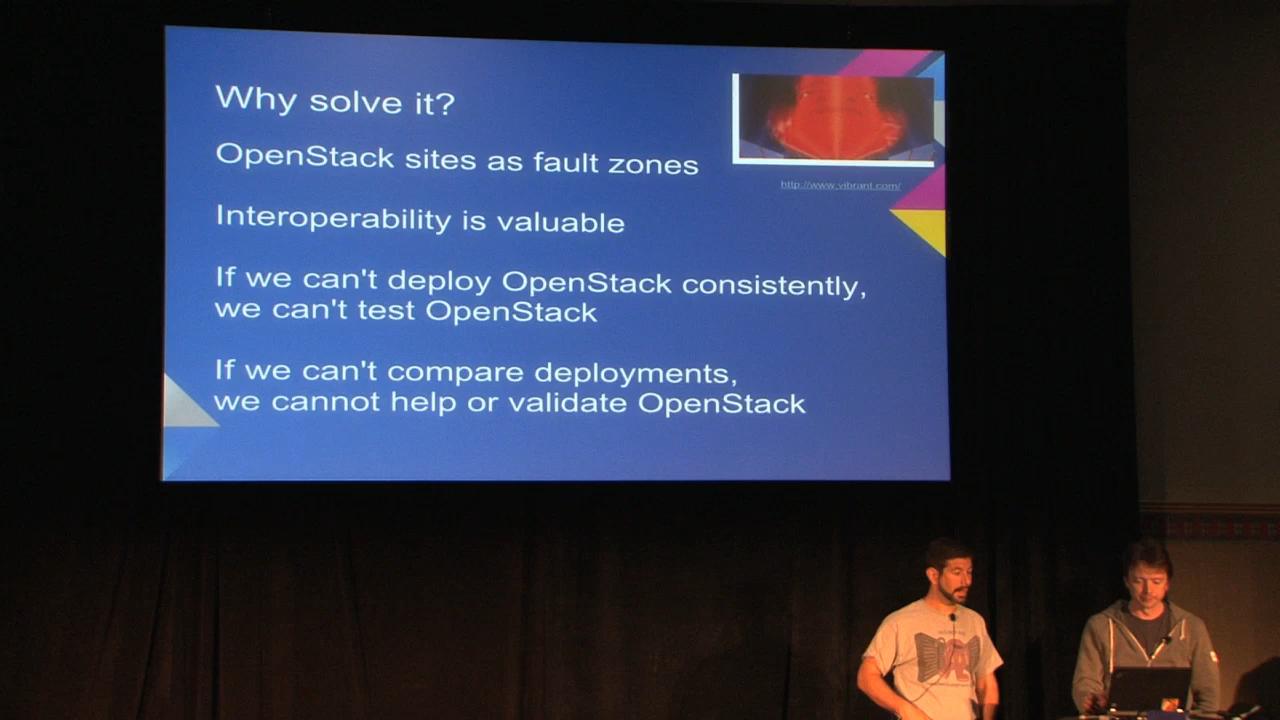 Why solve it?
OpenStack sites as fault zones
http://www.vibrant.com/
Interoperability is valuable
If we can't deploy OpenStack consistently,
we can't test OpenStack
If we can't compare deployments,
we cannot help or validate OpenStack